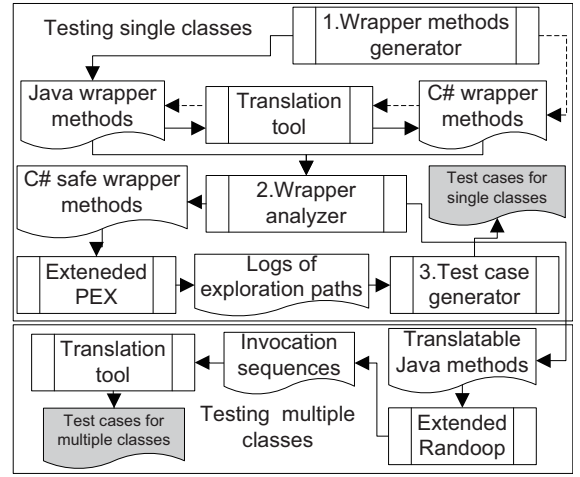 Testing single classes
1.Wrapper methods
generator
Java wrapper
methods
Translation
tool
C# wrapper
methods
C# safe wrapper
methods
2.Wrapper
analyzer
Test cases for
single classes
Exteneded
PEX
Logs of
exploration paths
3.Test case
generator
Translation
tool
Invocation
sequences
Translatable
Java methods
Test cases for
multiple classes
Testing multiple
classes
Extended
Randoop